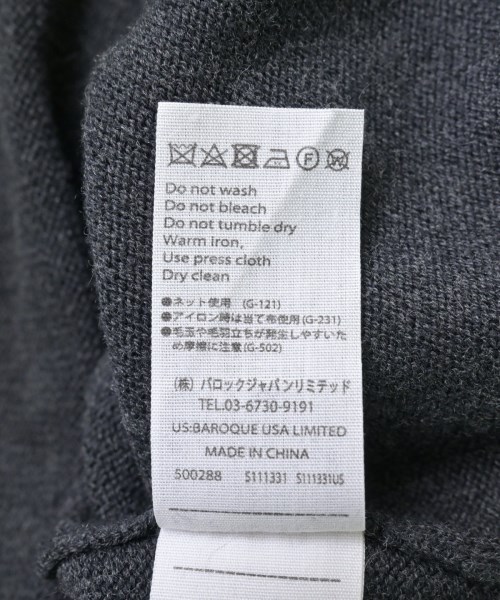 F W
Do not wash
Do not bleach
Do not tumble dry
Warm iron,
Use press cloth
Dry clean
●ネット使用 (G-121)
●アイロン時は当て布使用(G-231)
●毛玉や毛羽立ちが発生しやすいた
め摩擦に注意(G-502)
(株) バロックジャパンリミテッド
TEL.03-6730-9191
US:BAROQUE USA LIMITED
MADE IN CHINA
500288 S111331 S111331US